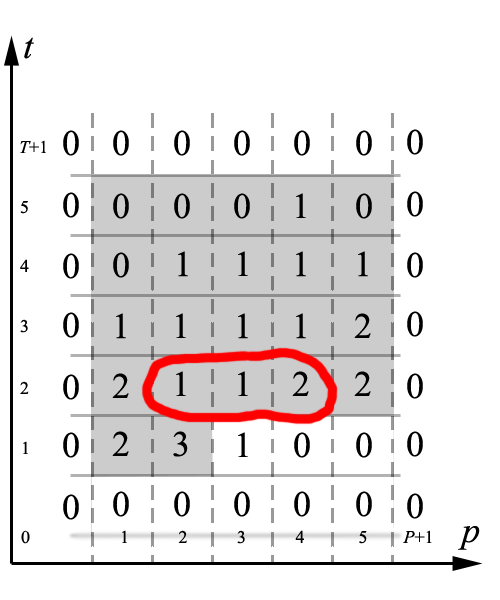 t
T+1 0 0 0 0 0 0 0
5 0 0 0 0 1 0 0
4 0 0 1 1 1 1 0
3 0 1 1 1 1 2 0
2 0 2 1 1 2 2 0
1 0 2 3 1 0 0 0
0 0 0 0 0 0 0
0 1 2 3 4 5 P+1 p